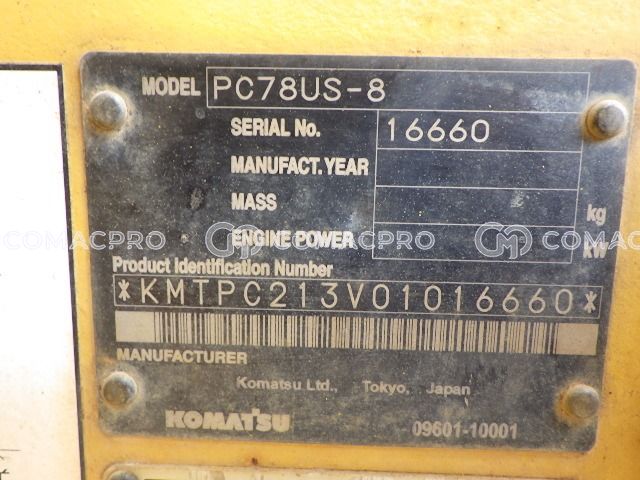 MODEL PC78US-8
SERIAL No. 16660
MANUFACT. YEAR
MASS kg
ENGINE POWER kW
COMACPRO COMACPRO COMACPRO
Product Identification Number
*KMTPC213V01016660*
MANUFACTURER
Komatsu Ltd., Tokyo, Japan
KOMATSU 09601-10001